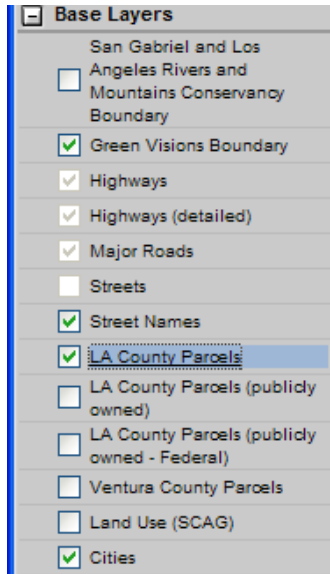 Base Layers
San Gabriel and Los
Angeles Rivers and
Mountains Conservancy
Boundary
Green Visions Boundary
Highways
Highways (detailed)
Major Roads
Streets
Street Names
LA County Parcels
LA County Parcels (publicly
owned)
LA County Parcels (publicly
owned - Federal)
Ventura County Parcels
Land Use (SCAG)
Cities